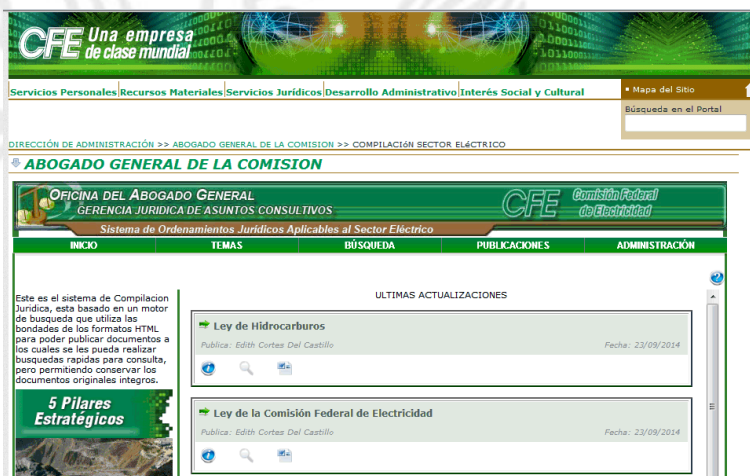 CFE Una empresa
de clase mundial
Servicios Personales Recursos Materiales Servicios Jurídicos Desarrollo Administrativo Interés Social y Cultural
Mapa del Sitio
Búsqueda en el Portal
DIRECCIÓN DE ADMINISTRACIÓN >> ABOGADO GENERAL DE LA COMISION >> COMPILACIóN SECTOR ELéCTRICO
ABOGADO GENERAL DE LA COMISION
OFICINA DEL ABOGADO GENERAL
GERENCIA JURIDICA DE ASUNTOS CONSULTIVOS
CFE Comisión Federal
de Electricidad
Sistema de Ordenamientos Jurídicos Aplicables al Sector Eléctrico
INICIO TEMAS BÚSQUEDA PUBLICACIONES ADMINISTRACIÓN
Este es el sistema de Compilacion
Juridica, esta basado en un motor
de busqueda que utiliza las
bondades de los formatos HTML
para poder publicar documentos a
los cuales se les pueda realizar
busquedas rapidas para consulta,
pero permitiendo conservar los
documentos originales integros.
5 Pilares
Estratégicos
ULTIMAS ACTUALIZACIONES
Ley de Hidrocarburos
Publica: Edith Cortes Del Castillo Fecha: 23/09/2014
Ley de la Comisión Federal de Electricidad
Publica: Edith Cortes Del Castillo Fecha: 23/09/2014